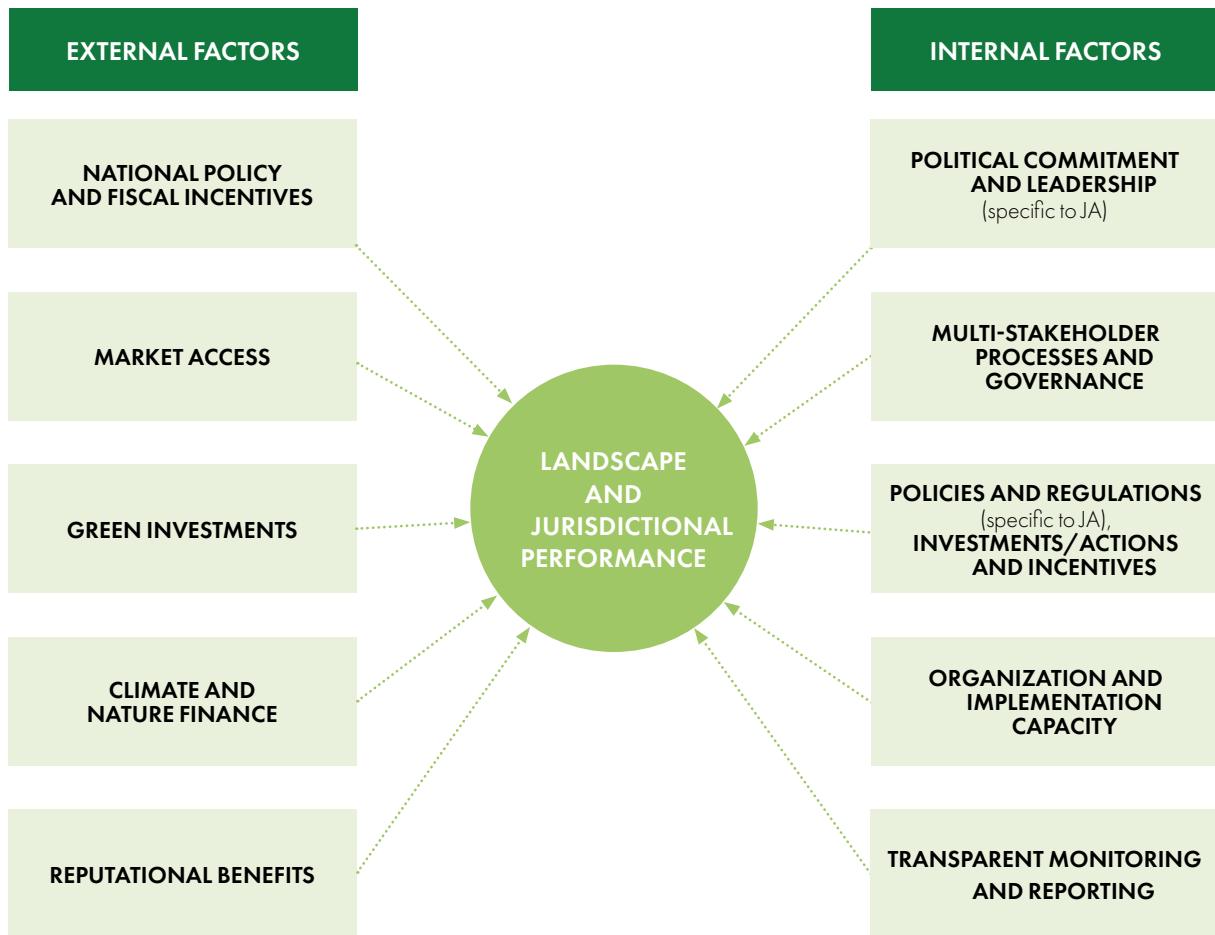 EXTERNAL FACTORS
NATIONAL POLICY
AND FISCAL INCENTIVES
MARKET ACCESS
GREEN INVESTMENTS
CLIMATE AND
NATURE FINANCE
REPUTATIONAL BENEFITS
LANDSCAPE
AND
JURISDICTIONAL
PERFORMANCE
INTERNAL FACTORS
POLITICAL COMMITMENT
AND LEADERSHIP
(specific to JA)
MULTI-STAKEHOLDER
PROCESSES AND
GOVERNANCE
POLICIES AND REGULATIONS
(specific to JA),
INVESTMENTS/ACTIONS
AND INCENTIVES
ORGANIZATION AND
IMPLEMENTATION
CAPACITY
TRANSPARENT MONITORING
AND REPORTING